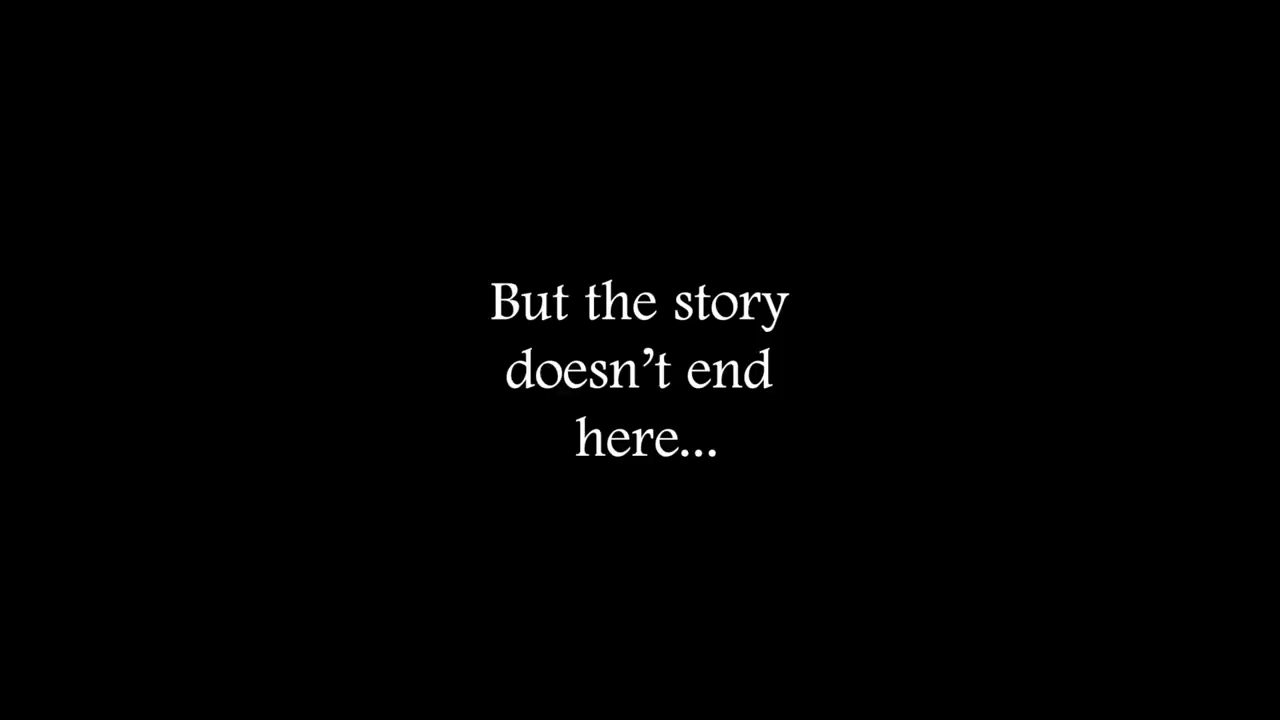 But the story
doesn’t end
here...